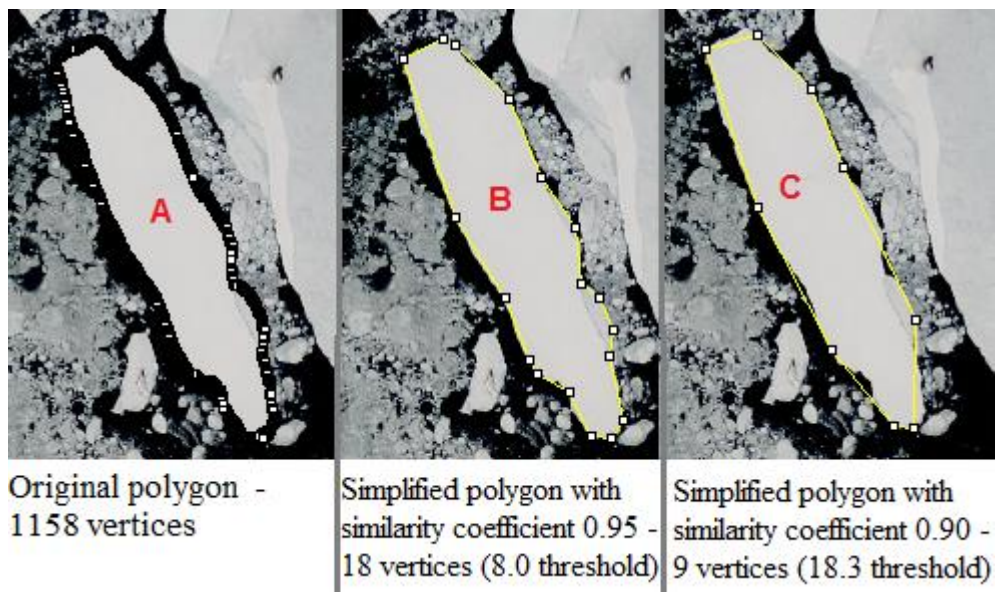 A
B
C
Original polygon -
1158 vertices
Simplified polygon with
similarity coefficient 0.95 -
18 vertices (8.0 threshold)
Simplified polygon with
similarity coefficient 0.90 -
9 vertices (18.3 threshold)